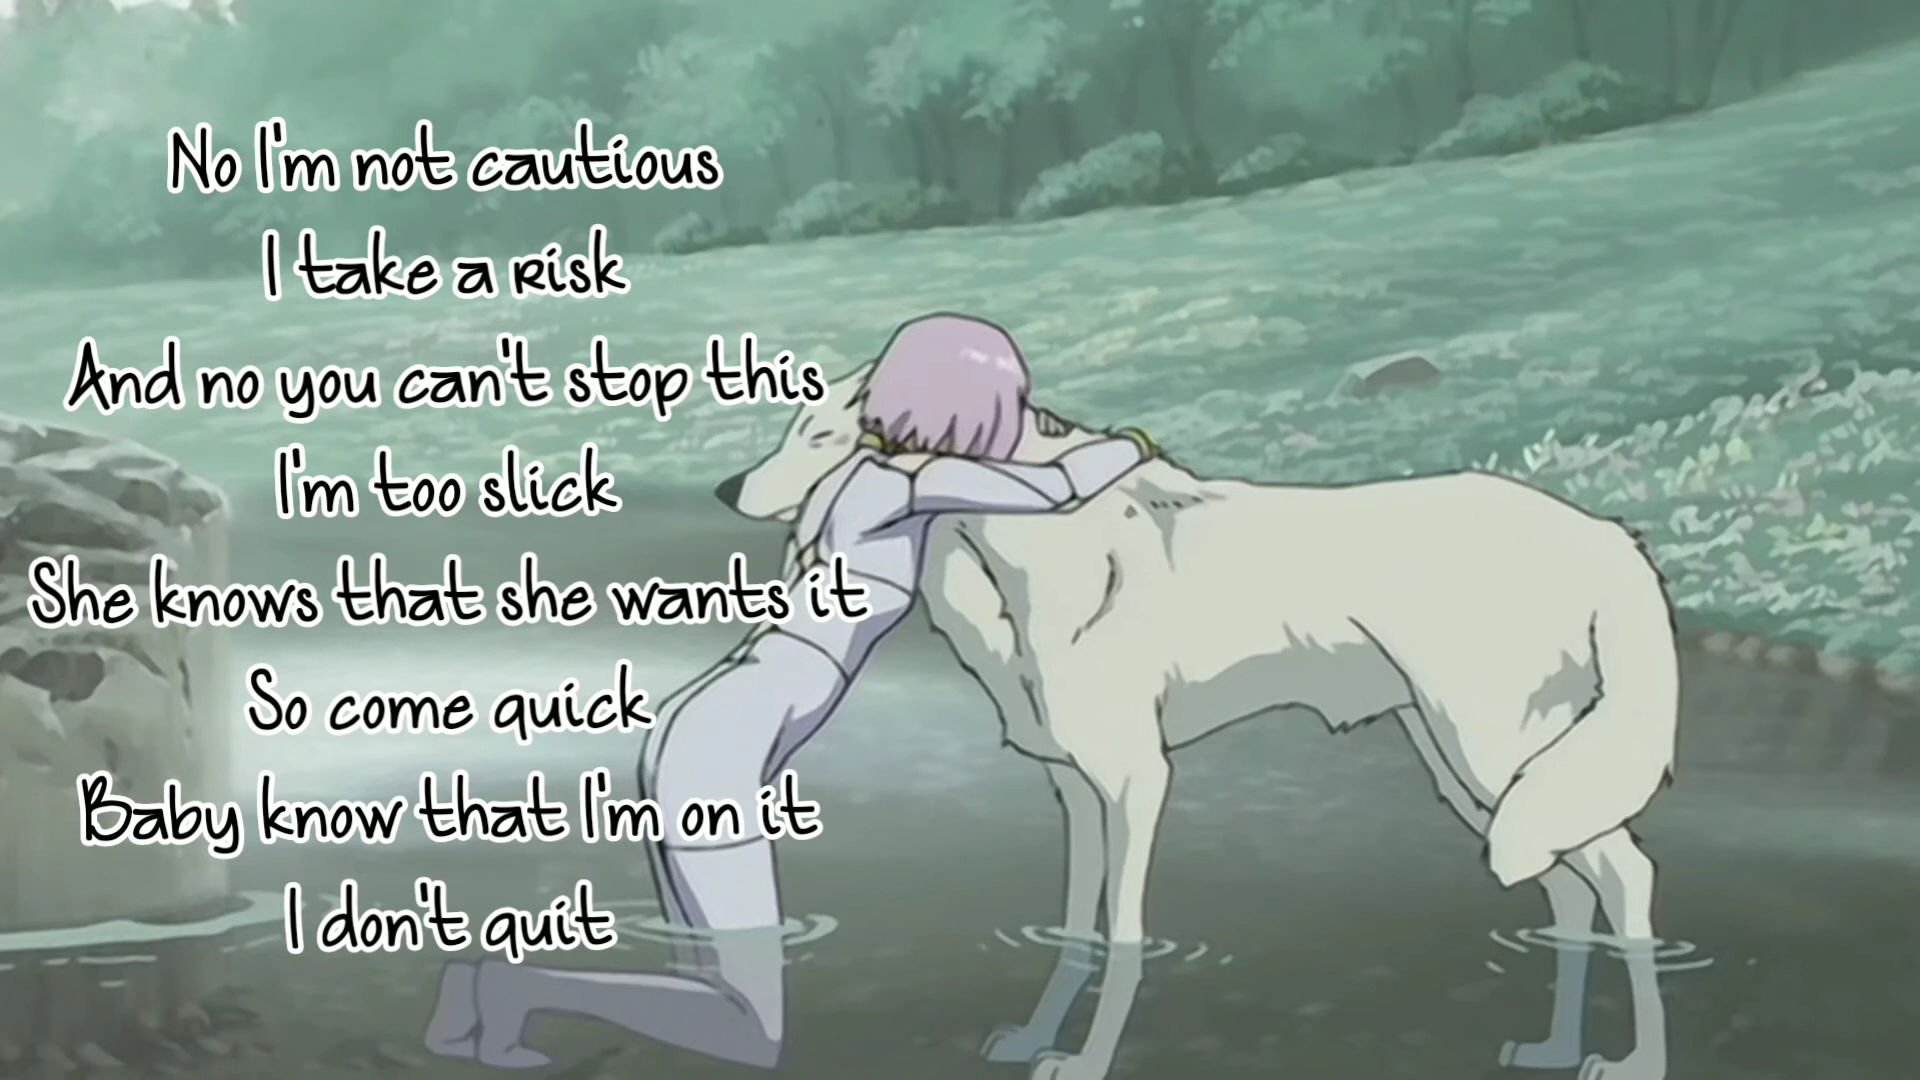 No I'm not cautious
I take a risk
And no you can't stop this
I'm too slick
She knows that she wants it
So come quick
Baby know that I'm on it
I don't quit